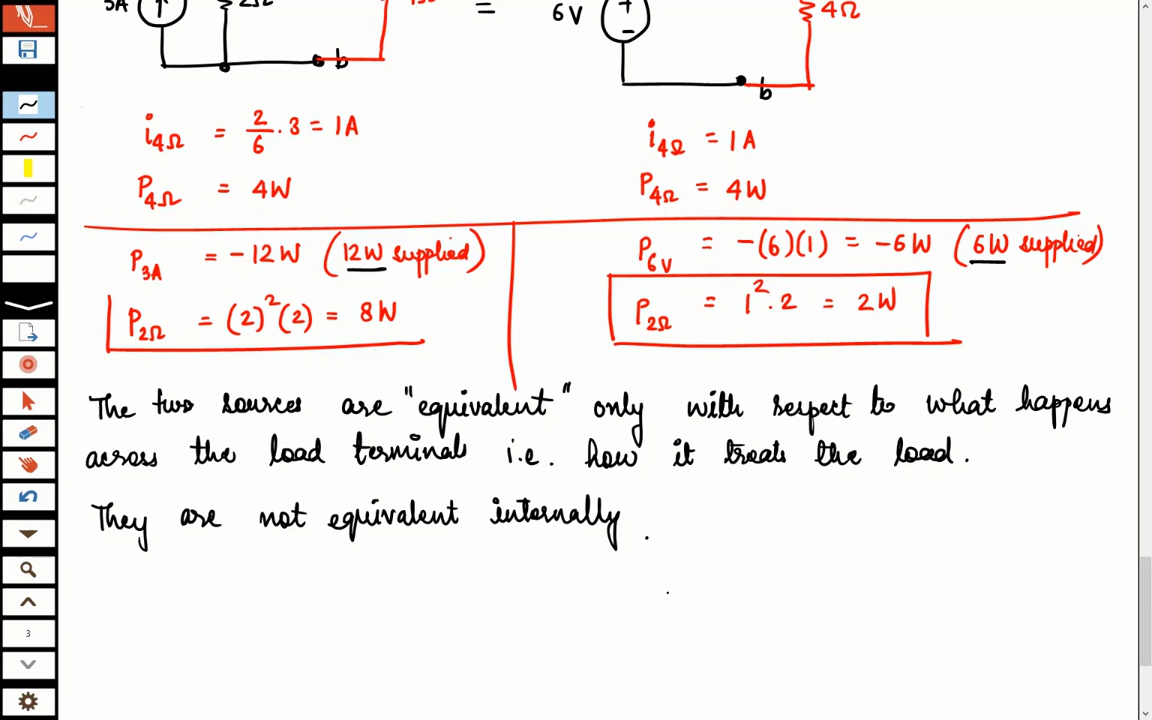 3A 2Ω = 6V + - 4Ω
b b
i4Ω = 2/6 · 3 = 1A i4Ω = 1A
P4Ω = 4W P4Ω = 4W
P3A = -12W (12W supplied) P6V = -(6)(1) = -6W (6W supplied)
P2Ω = (2)²(2) = 8W P2Ω = 1² · 2 = 2W
The two sources are "equivalent" only with respect to what happens
across the load terminals i.e. how it treats the load.
They are not equivalent internally.
3